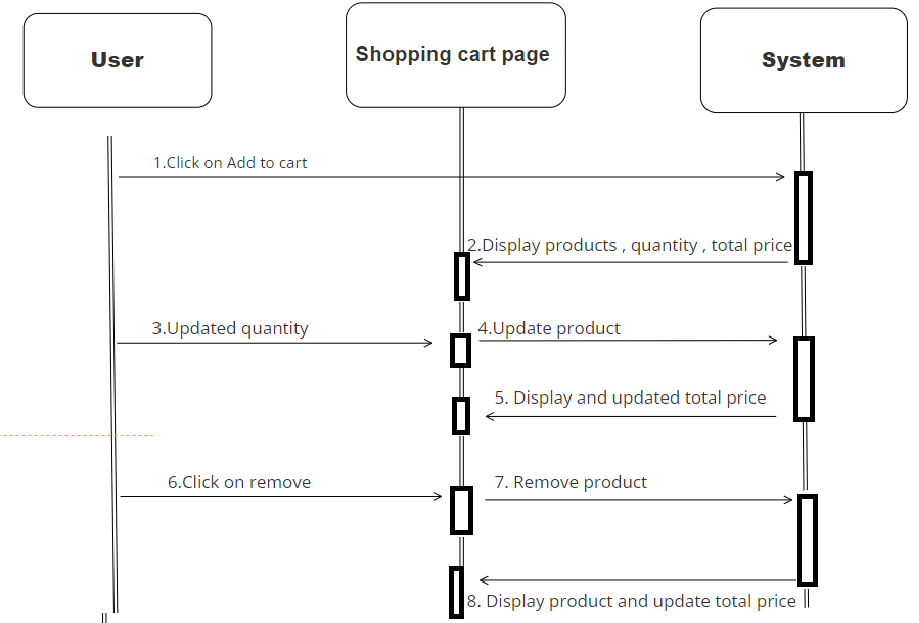 User
Shopping cart page
System
1.Click on Add to cart
2.Display products , quantity , total price
3.Updated quantity
4.Update product
5. Display and updated total price
6.Click on remove
7. Remove product
8. Display product and update total price